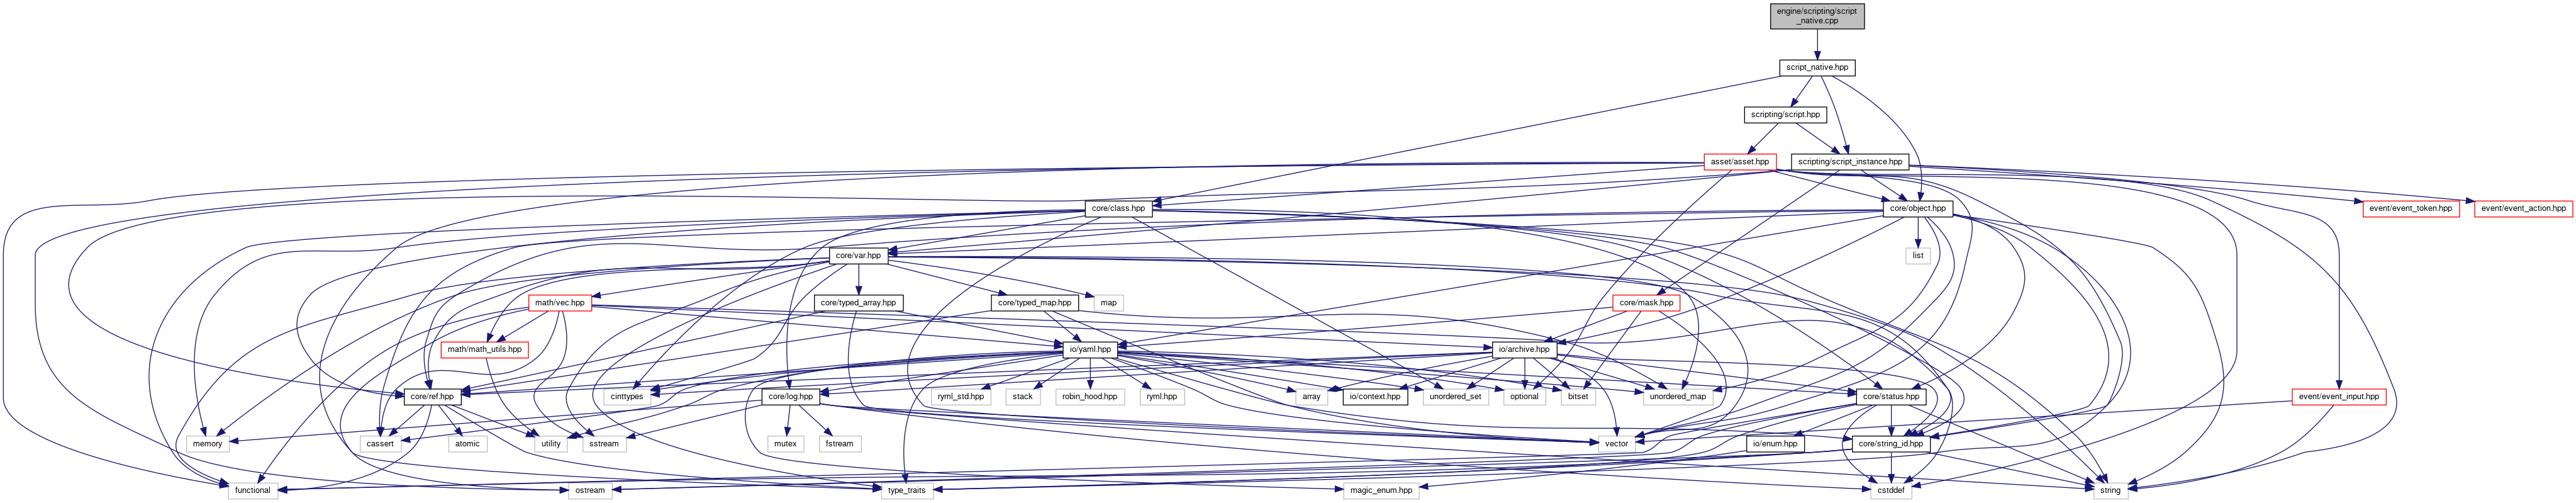 engine/scripting/script
_native.cpp
script_native.hpp
scripting/script.hpp
asset/asset.hpp
scripting/script_instance.hpp
core/class.hpp
core/object.hpp
event/event_token.hpp
event/event_action.hpp
core/var.hpp
list
math/vec.hpp
core/typed_array.hpp
core/typed_map.hpp
map
core/mask.hpp
math/math_utils.hpp
io/yaml.hpp
io/archive.hpp
core/ref.hpp
cinttypes
core/log.hpp
ryml_std.hpp
stack
robin_hood.hpp
ryml.hpp
array
io/context.hpp
unordered_set
optional
bitset
unordered_map
core/status.hpp
event/event_input.hpp
memory
cassert
atomic
utility
sstream
mutex
fstream
vector
io/enum.hpp
core/string_id.hpp
functional
ostream
magic_enum.hpp
type_traits
cstddef
string